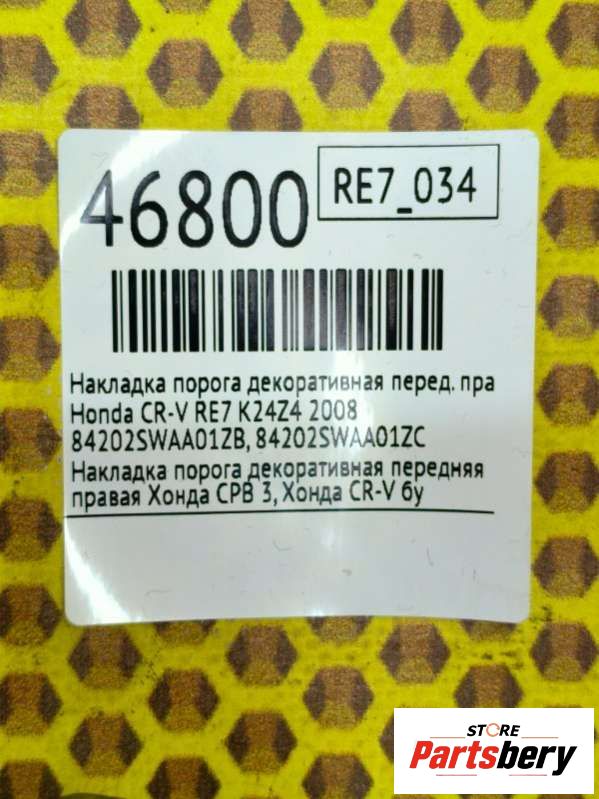 46800
RE7_034
Накладка порога декоративная перед. пра
Honda CR-V RE7 K24Z4 2008
84202SWAA01ZB, 84202SWAA01ZC
Накладка порога декоративная передняя
правая Хонда СРВ 3, Хонда CR-V бу
STORE
Partsbery